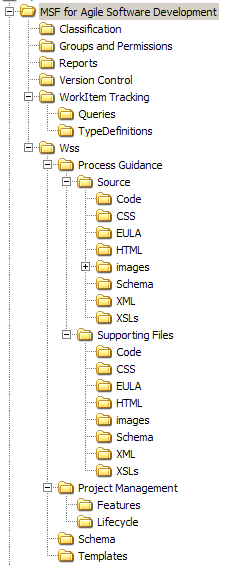 MSF for Agile Software Development
Classification
Groups and Permissions
Reports
Version Control
WorkItem Tracking
Queries
TypeDefinitions
Wss
Process Guidance
Source
Code
CSS
EULA
HTML
images
Schema
XML
XSLs
Supporting Files
Code
CSS
EULA
HTML
images
Schema
XML
XSLs
Project Management
Features
Lifecycle
Schema
Templates